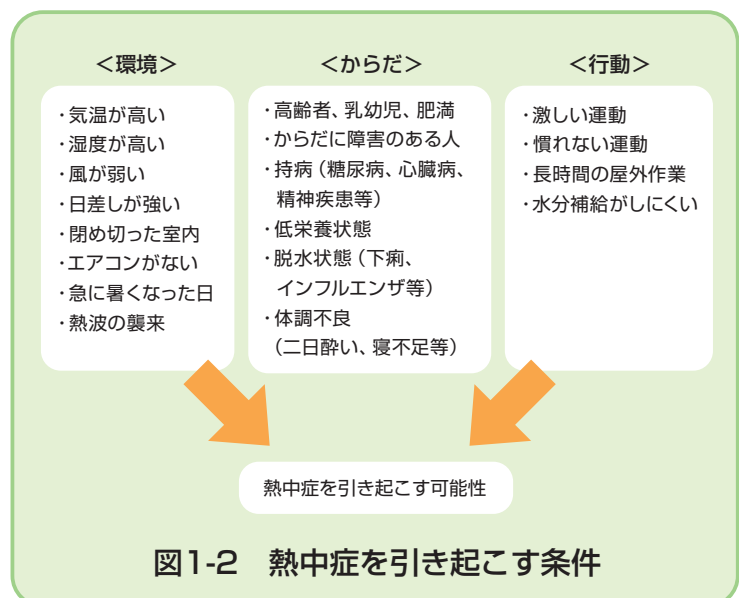 ＜環境＞
・気温が高い
・湿度が高い
・風が弱い
・日差しが強い
・閉め切った室内
・エアコンがない
・急に暑くなった日
・熱波の襲来
＜からだ＞
・高齢者、乳幼児、肥満
・からだに障害のある人
・持病（糖尿病、心臓病、
精神疾患等）
・低栄養状態
・脱水状態（下痢、
インフルエンザ等）
・体調不良
（二日酔い、寝不足等）
＜行動＞
・激しい運動
・慣れない運動
・長時間の屋外作業
・水分補給がしにくい
熱中症を引き起こす可能性
図1-2　熱中症を引き起こす条件